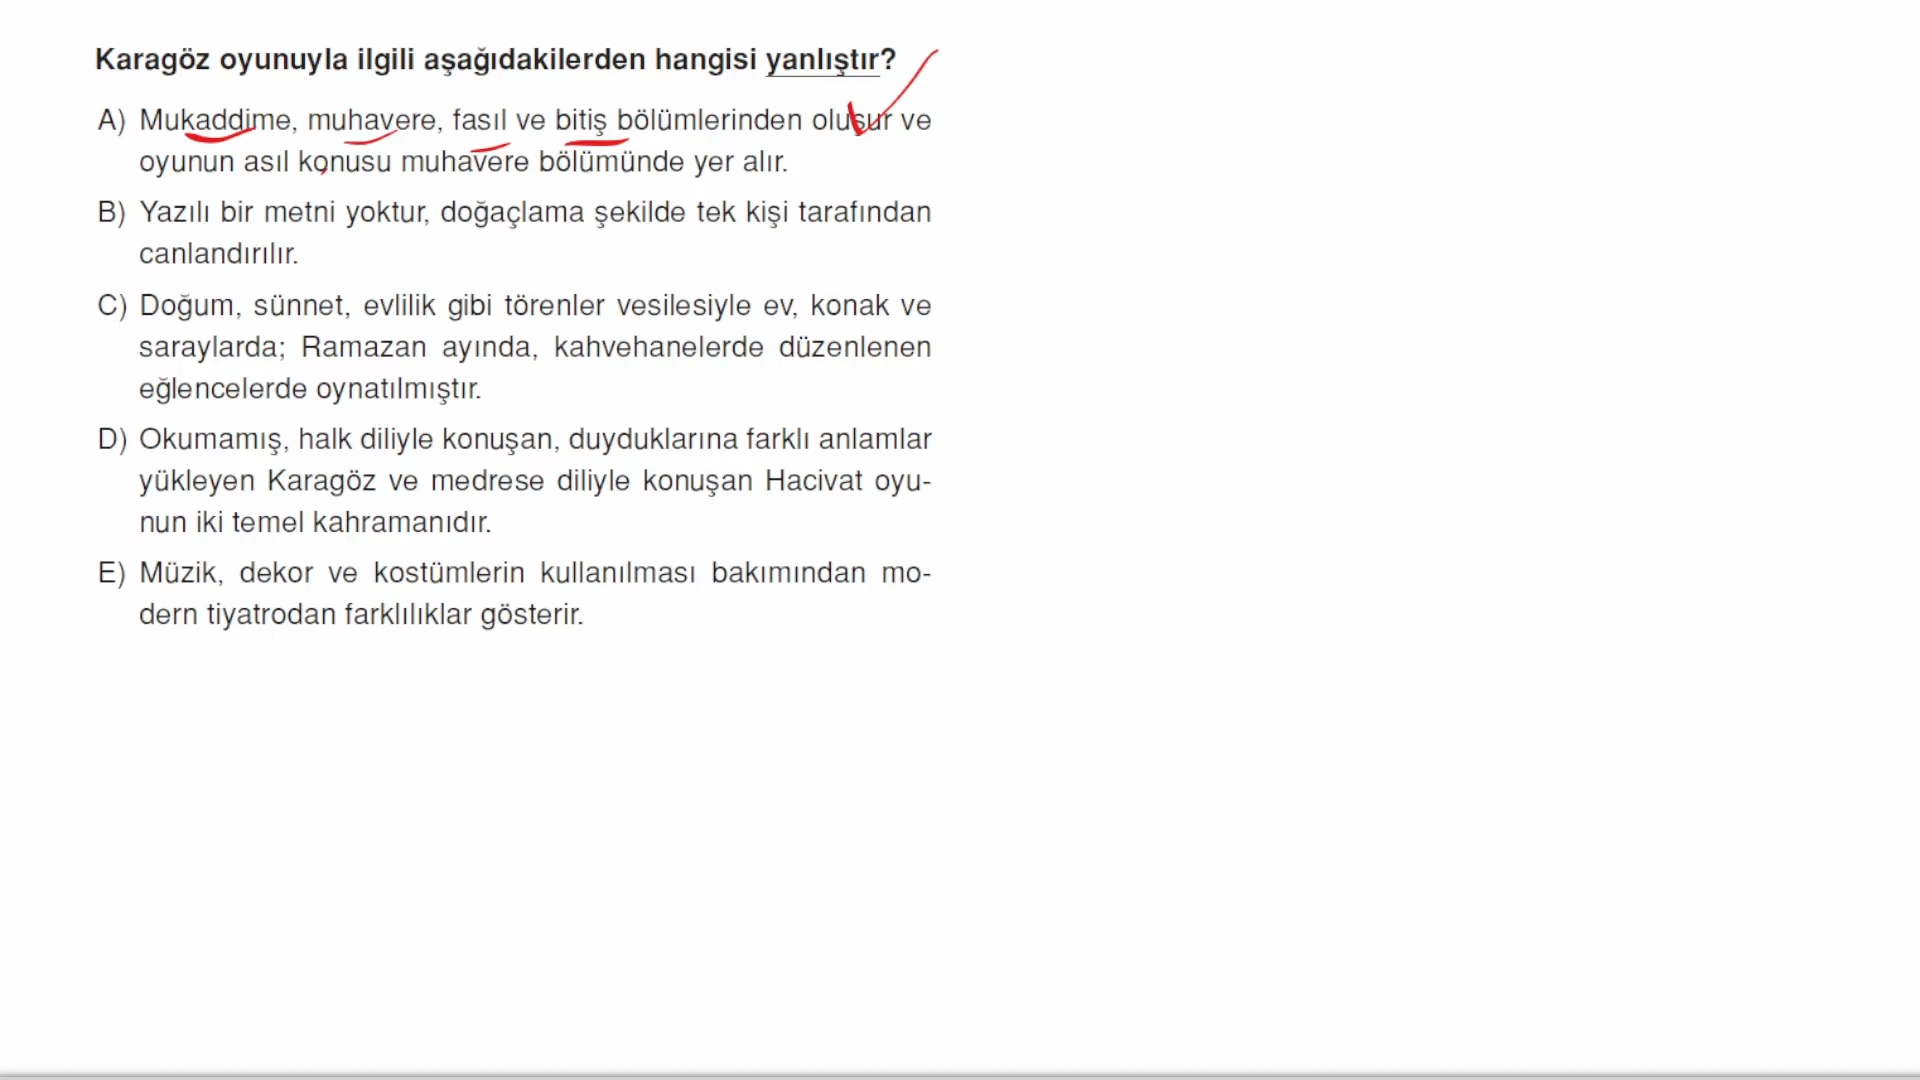 Karagöz oyunuyla ilgili aşağıdakilerden hangisi yanlıştır?
A) Mukaddime, muhavere, fasıl ve bitiş bölümlerinden oluşur ve
oyunun asıl konusu muhavere bölümünde yer alır.
B) Yazılı bir metni yoktur, doğaçlama şekilde tek kişi tarafından
canlandırılır.
C) Doğum, sünnet, evlilik gibi törenler vesilesiyle ev, konak ve
saraylarda; Ramazan ayında, kahvehanelerde düzenlenen
eğlencelerde oynatılmıştır.
D) Okumamış, halk diliyle konuşan, duyduklarına farklı anlamlar
yükleyen Karagöz ve medrese diliyle konuşan Hacivat oyu-
nun iki temel kahramanıdır.
E) Müzik, dekor ve kostümlerin kullanılması bakımından mo-
dern tiyatrodan farklılıklar gösterir.